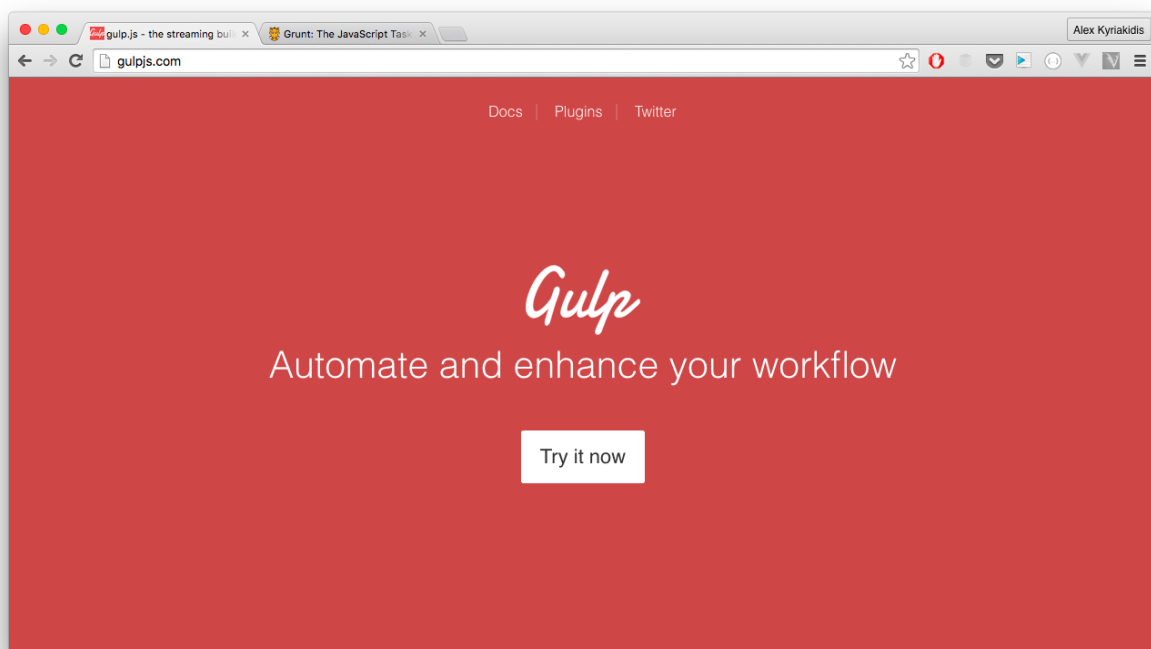 gulp.js - the streaming buil
Grunt: The JavaScript Task
Alex Kyriakidis
gulpjs.com
Docs | Plugins | Twitter
Gulp
Automate and enhance your workflow
Try it now